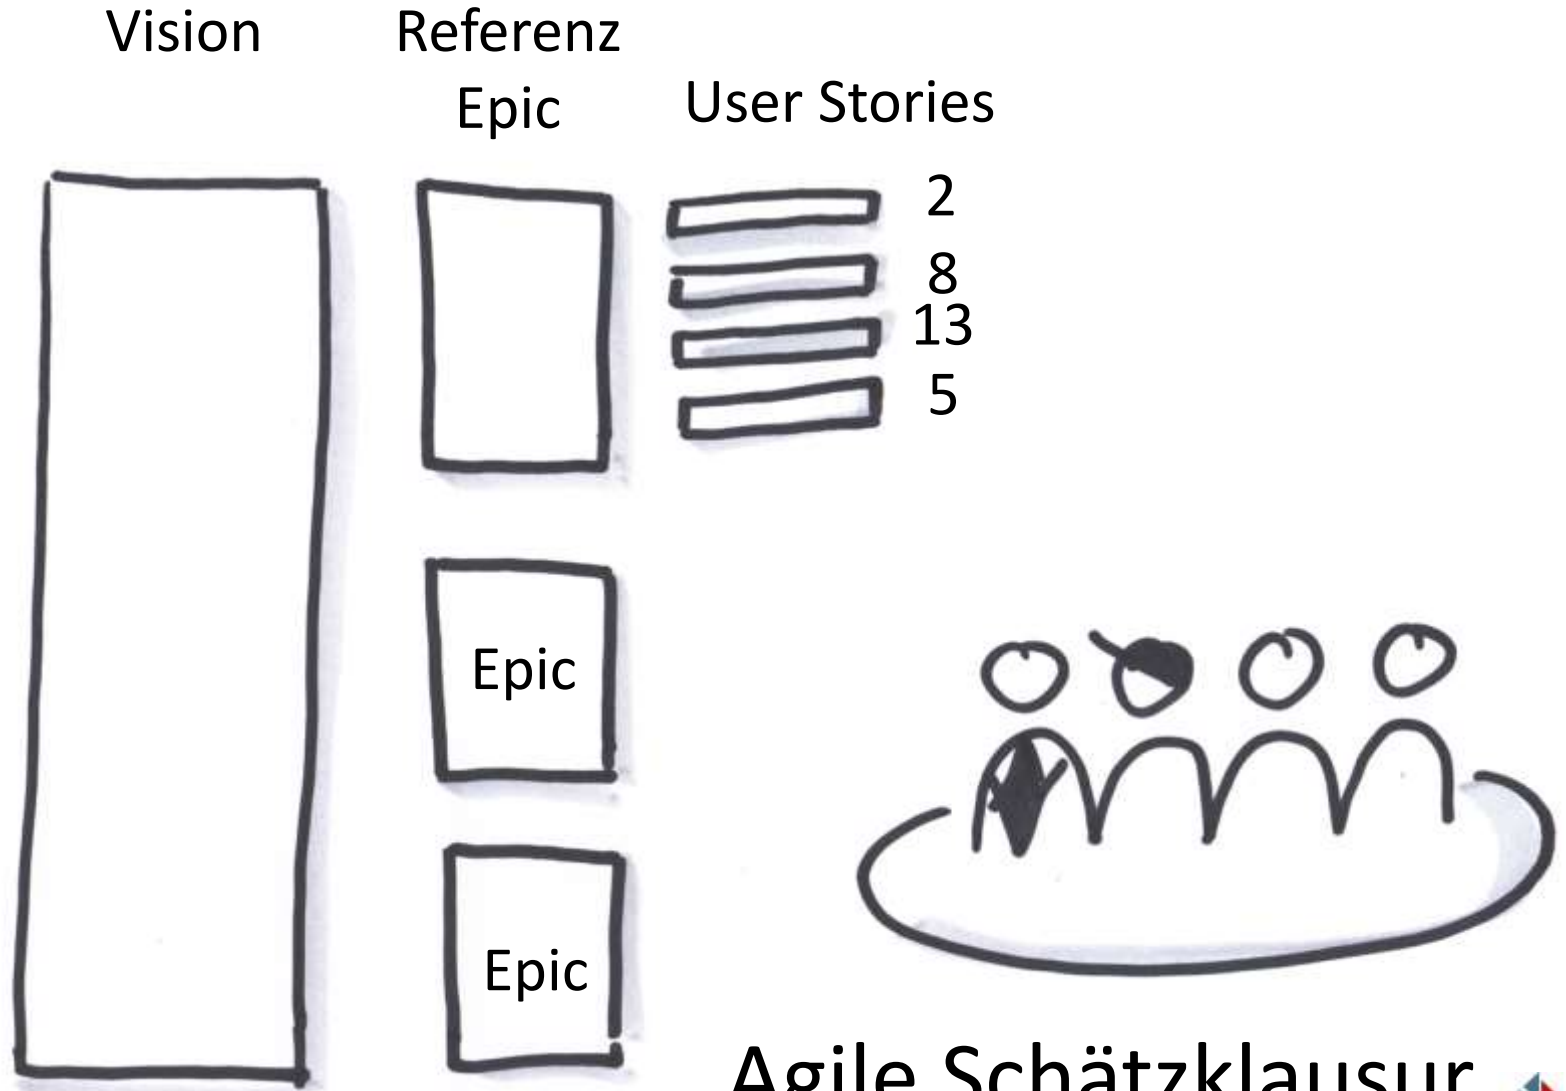 Vision
Referenz
Epic
User Stories
2
8
13
5
Epic
Epic
Agile Schätzklausur